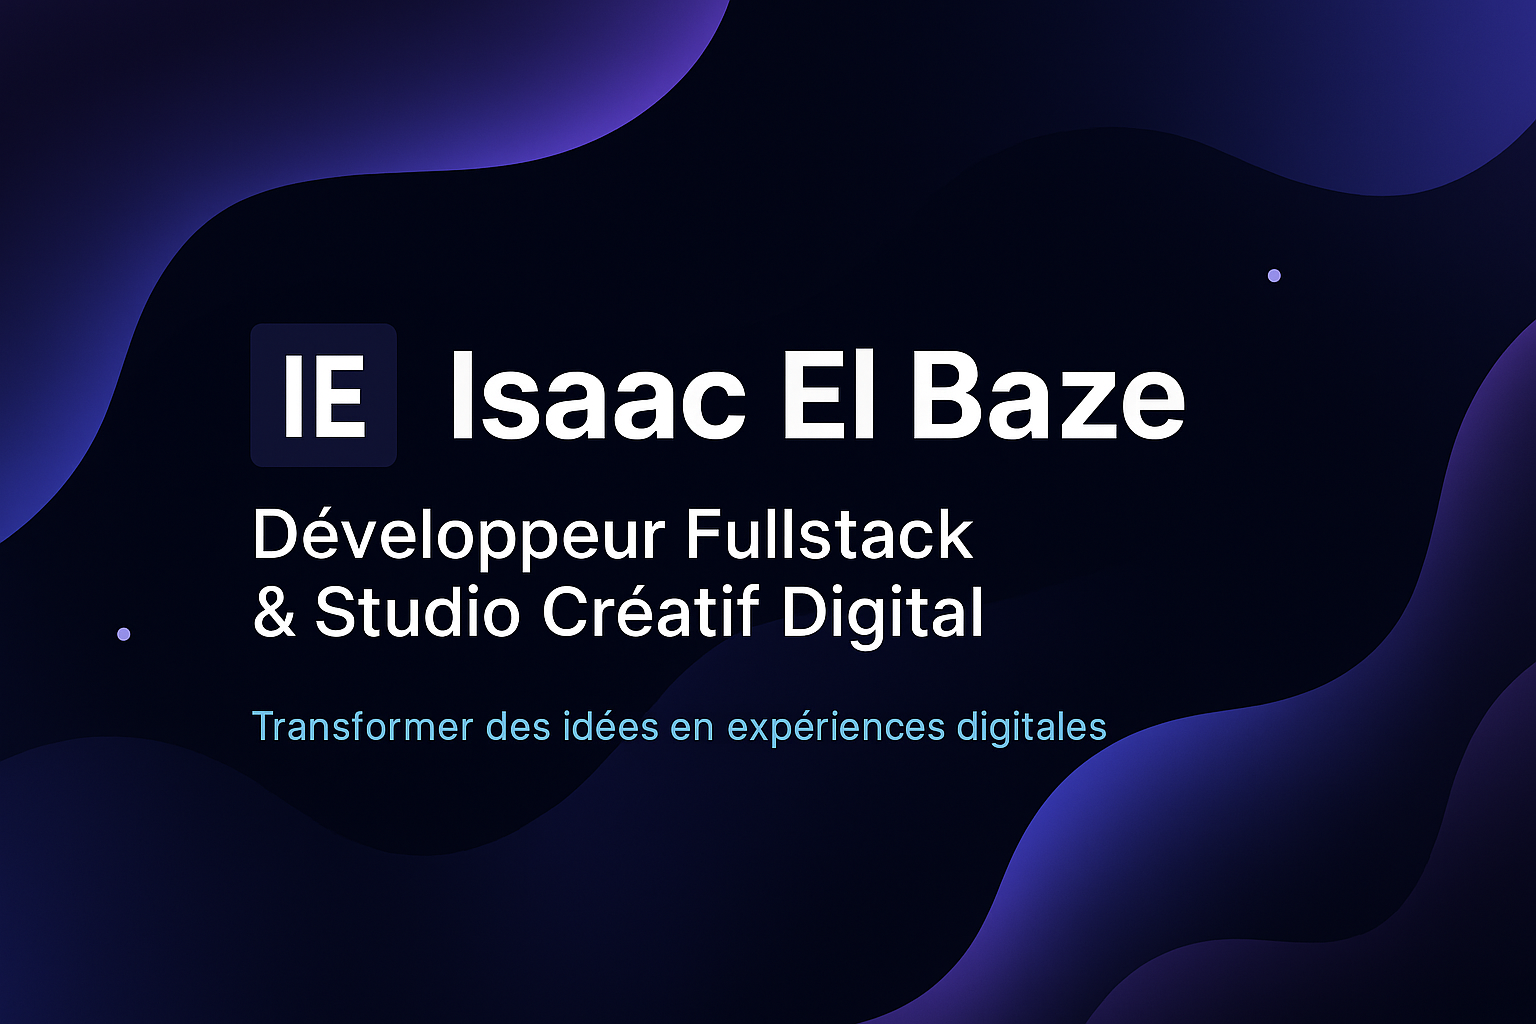 IE
Isaac El Baze
Développeur Fullstack
& Studio Créatif Digital
Transformer des idées en expériences digitales